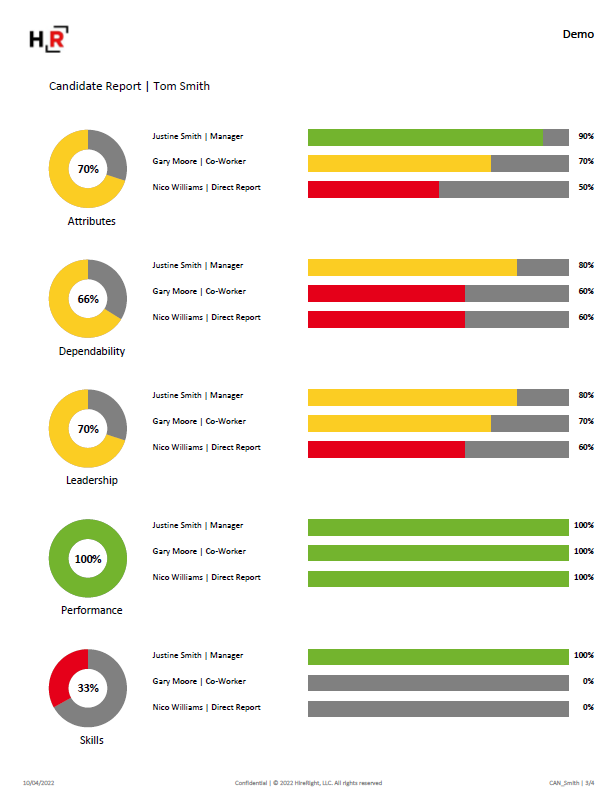 HR
Demo
Candidate Report | Tom Smith
Justine Smith | Manager 90%
Gary Moore | Co-Worker 70%
Nico Williams | Direct Report 50%
70%
Attributes
Justine Smith | Manager 80%
Gary Moore | Co-Worker 60%
Nico Williams | Direct Report 60%
66%
Dependability
Justine Smith | Manager 80%
Gary Moore | Co-Worker 70%
Nico Williams | Direct Report 60%
70%
Leadership
Justine Smith | Manager 100%
Gary Moore | Co-Worker 100%
Nico Williams | Direct Report 100%
100%
Performance
Justine Smith | Manager 100%
Gary Moore | Co-Worker 0%
Nico Williams | Direct Report 0%
33%
Skills
10/04/2022 Confidential | © 2022 HireRight, LLC. All rights reserved CAN_Smith | 3/4